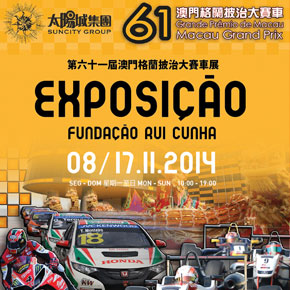 太陽城集團
SUNCITY GROUP
61
澳門格蘭披治大賽車
Grande Prémio de Macau
Macau Grand Prix
第六十一屆澳門格蘭披治大賽車展
EXPOSIÇÃO
FUNDAÇÃO RUI CUNHA
08/17.11.2014
SEG - DOM 星期一至日 MON - SUN 10:00 - 19:00
18